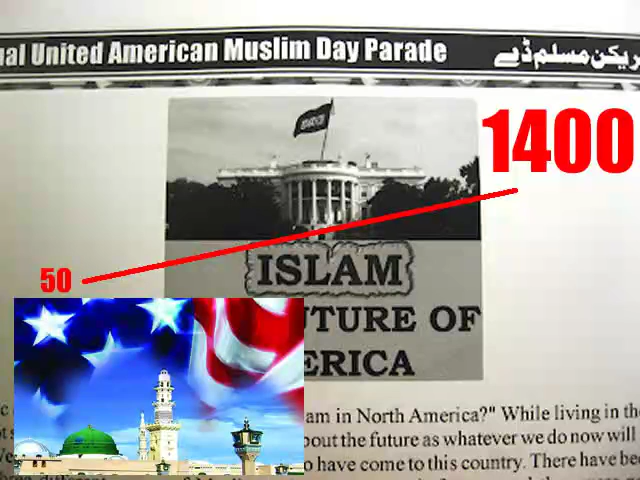 ual United American Muslim Day Parade
ریکن مسلم ڈے
1400
50
ISLAM
UTURE OF
ERICA
am in North America?" While living in the
out the future as whatever we do now will
o have come to this country. There have be